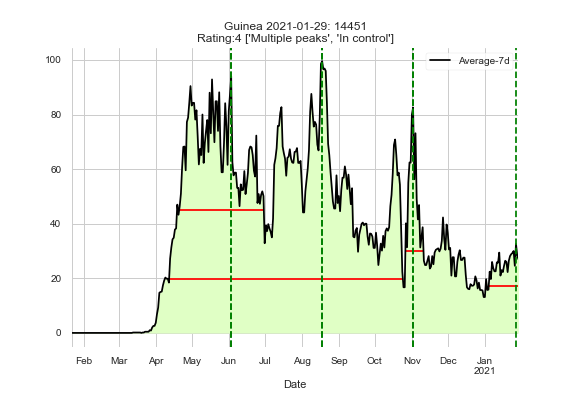 Guinea 2021-01-29: 14451
Rating:4 ['Multiple peaks', 'In control']
Average-7d
100
80
60
40
20
0
Feb Mar Apr May Jun Jul Aug Sep Oct Nov Dec Jan
2021
Date